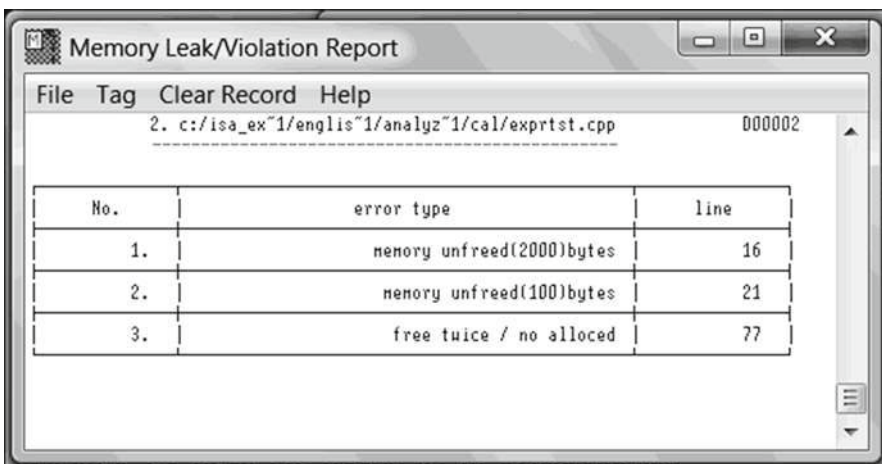 Memory Leak/Violation Report
File Tag Clear Record Help
2. c:/isa_ex~1/englis~1/analyz~1/cal/exprtst.cpp D00002
No. error type line
1. memory unfreed(2000)bytes 16
2. memory unfreed(100)bytes 21
3. free twice / no alloced 77